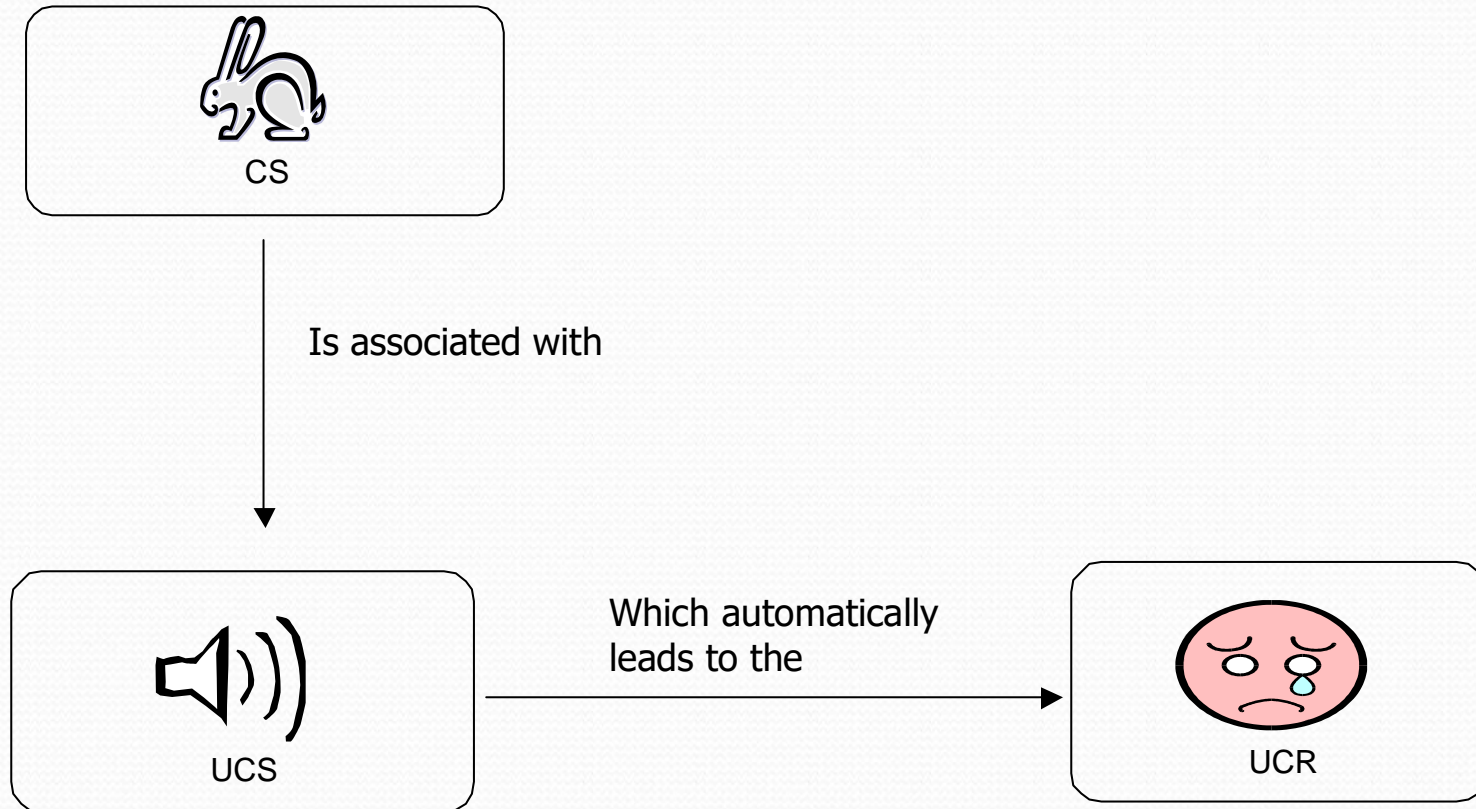 CS
Is associated with
Which automatically
leads to the
UCS
UCR